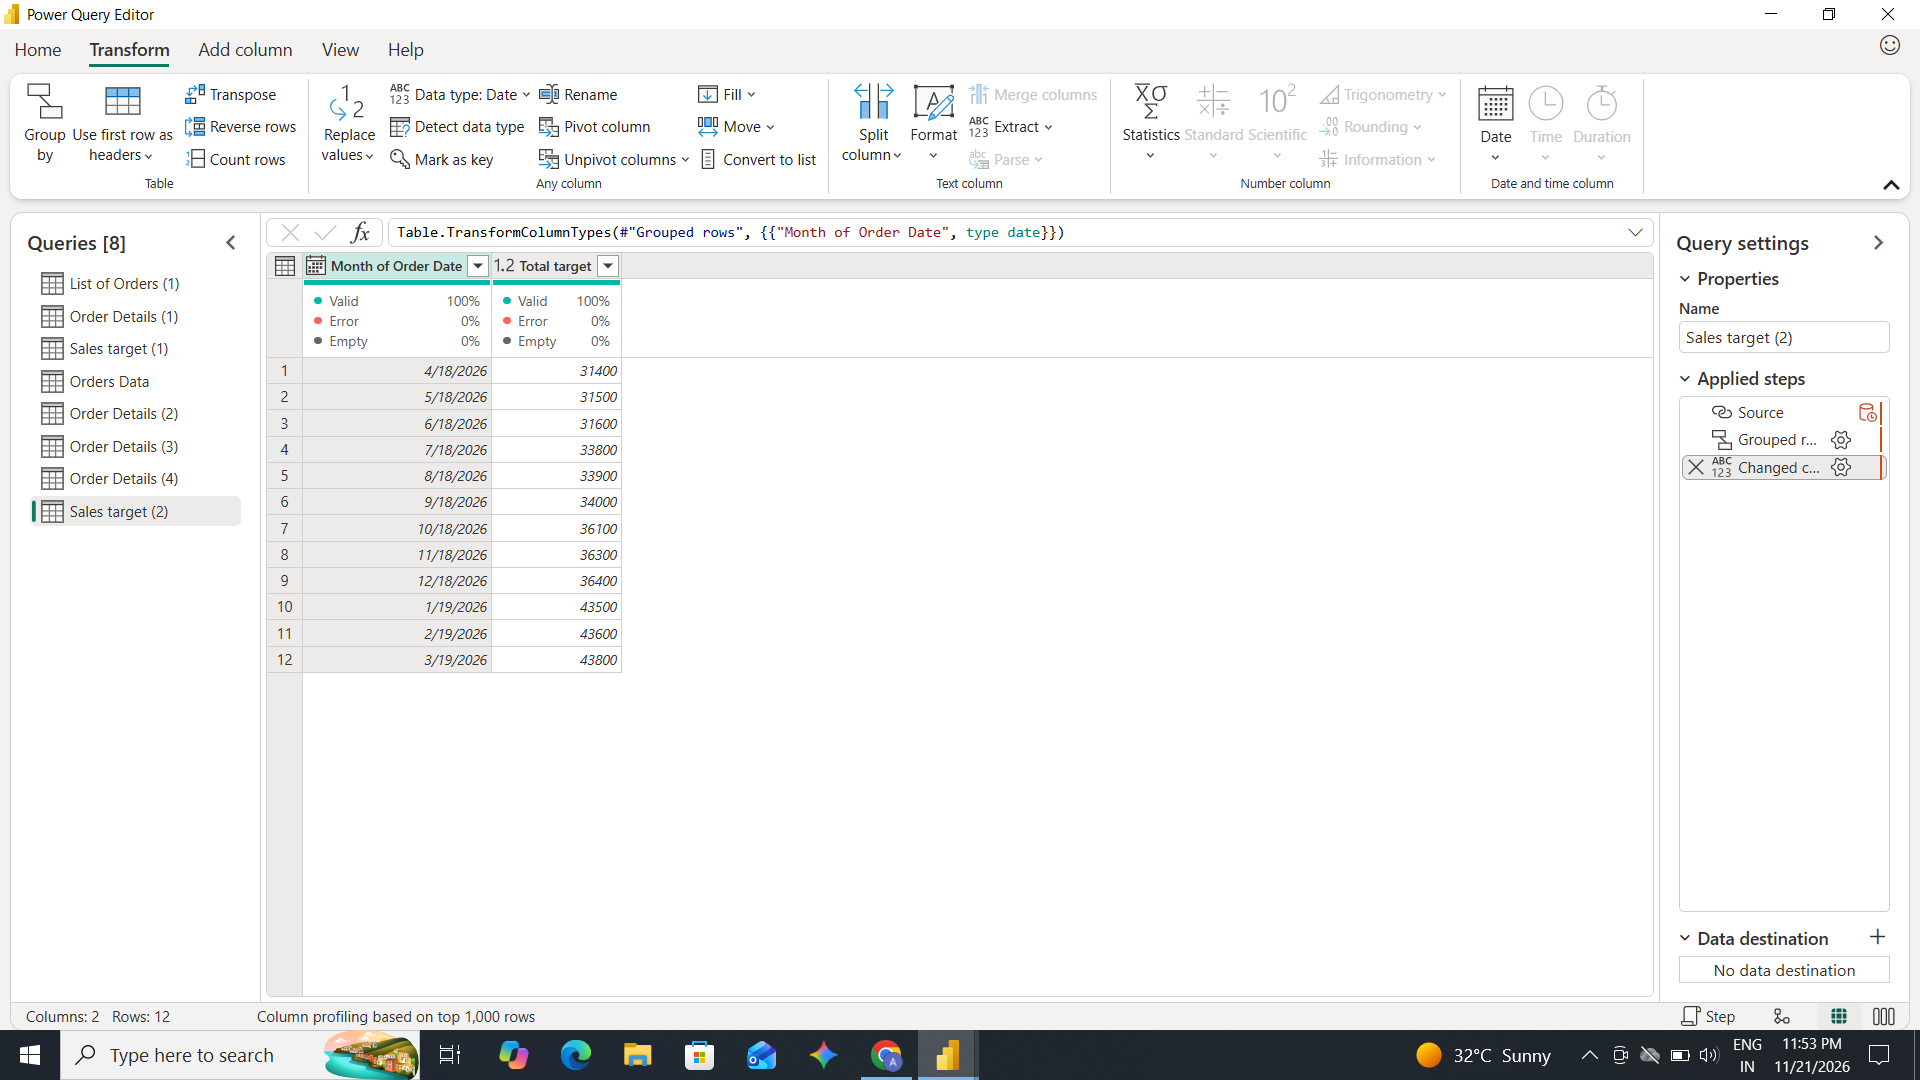 Power Query Editor
Home Transform Add column View Help
Group by
Use first row as headers
Transpose
Reverse rows
Count rows
Table
Replace values
ABC 123 Data type: Date
Detect data type
Mark as key
Rename
Pivot column
Unpivot columns
Fill
Move
Convert to list
Any column
Split column
Format
Merge columns
ABC 123 Extract
abc Parse
Text column
Statistics
Standard
Scientific
Trigonometry
Rounding
Information
Number column
Date
Time
Duration
Date and time column
Queries [8]
List of Orders (1)
Order Details (1)
Sales target (1)
Orders Data
Order Details (2)
Order Details (3)
Order Details (4)
Sales target (2)
fx Table.TransformColumnTypes(#"Grouped rows", {{"Month of Order Date", type date}})
Month of Order Date 1.2 Total target
Valid 100% Valid 100%
Error 0% Error 0%
Empty 0% Empty 0%
1 4/18/2026 31400
2 5/18/2026 31500
3 6/18/2026 31600
4 7/18/2026 33800
5 8/18/2026 33900
6 9/18/2026 34000
7 10/18/2026 36100
8 11/18/2026 36300
9 12/18/2026 36400
10 1/19/2026 43500
11 2/19/2026 43600
12 3/19/2026 43800
Query settings
Properties
Name
Sales target (2)
Applied steps
Source
Grouped r...
ABC 123 Changed c...
Data destination
No data destination
Columns: 2 Rows: 12 Column profiling based on top 1,000 rows
Step
Type here to search
32°C Sunny
ENG
IN
11:53 PM
11/21/2026